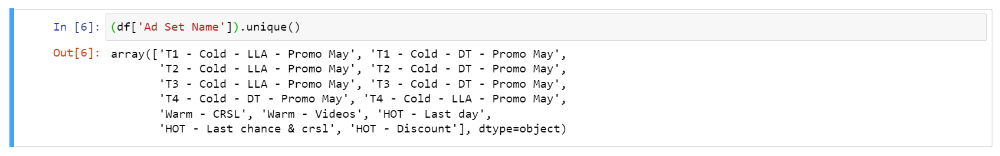 In [6]: (df['Ad Set Name']).unique()
Out[6]: array(['T1 - Cold - LLA - Promo May', 'T1 - Cold - DT - Promo May',
'T2 - Cold - LLA - Promo May', 'T2 - Cold - DT - Promo May',
'T3 - Cold - LLA - Promo May', 'T3 - Cold - DT - Promo May',
'T4 - Cold - DT - Promo May', 'T4 - Cold - LLA - Promo May',
'Warm - CRSL', 'Warm - Videos', 'HOT - Last day',
'HOT - Last chance & crsl', 'HOT - Discount'], dtype=object)